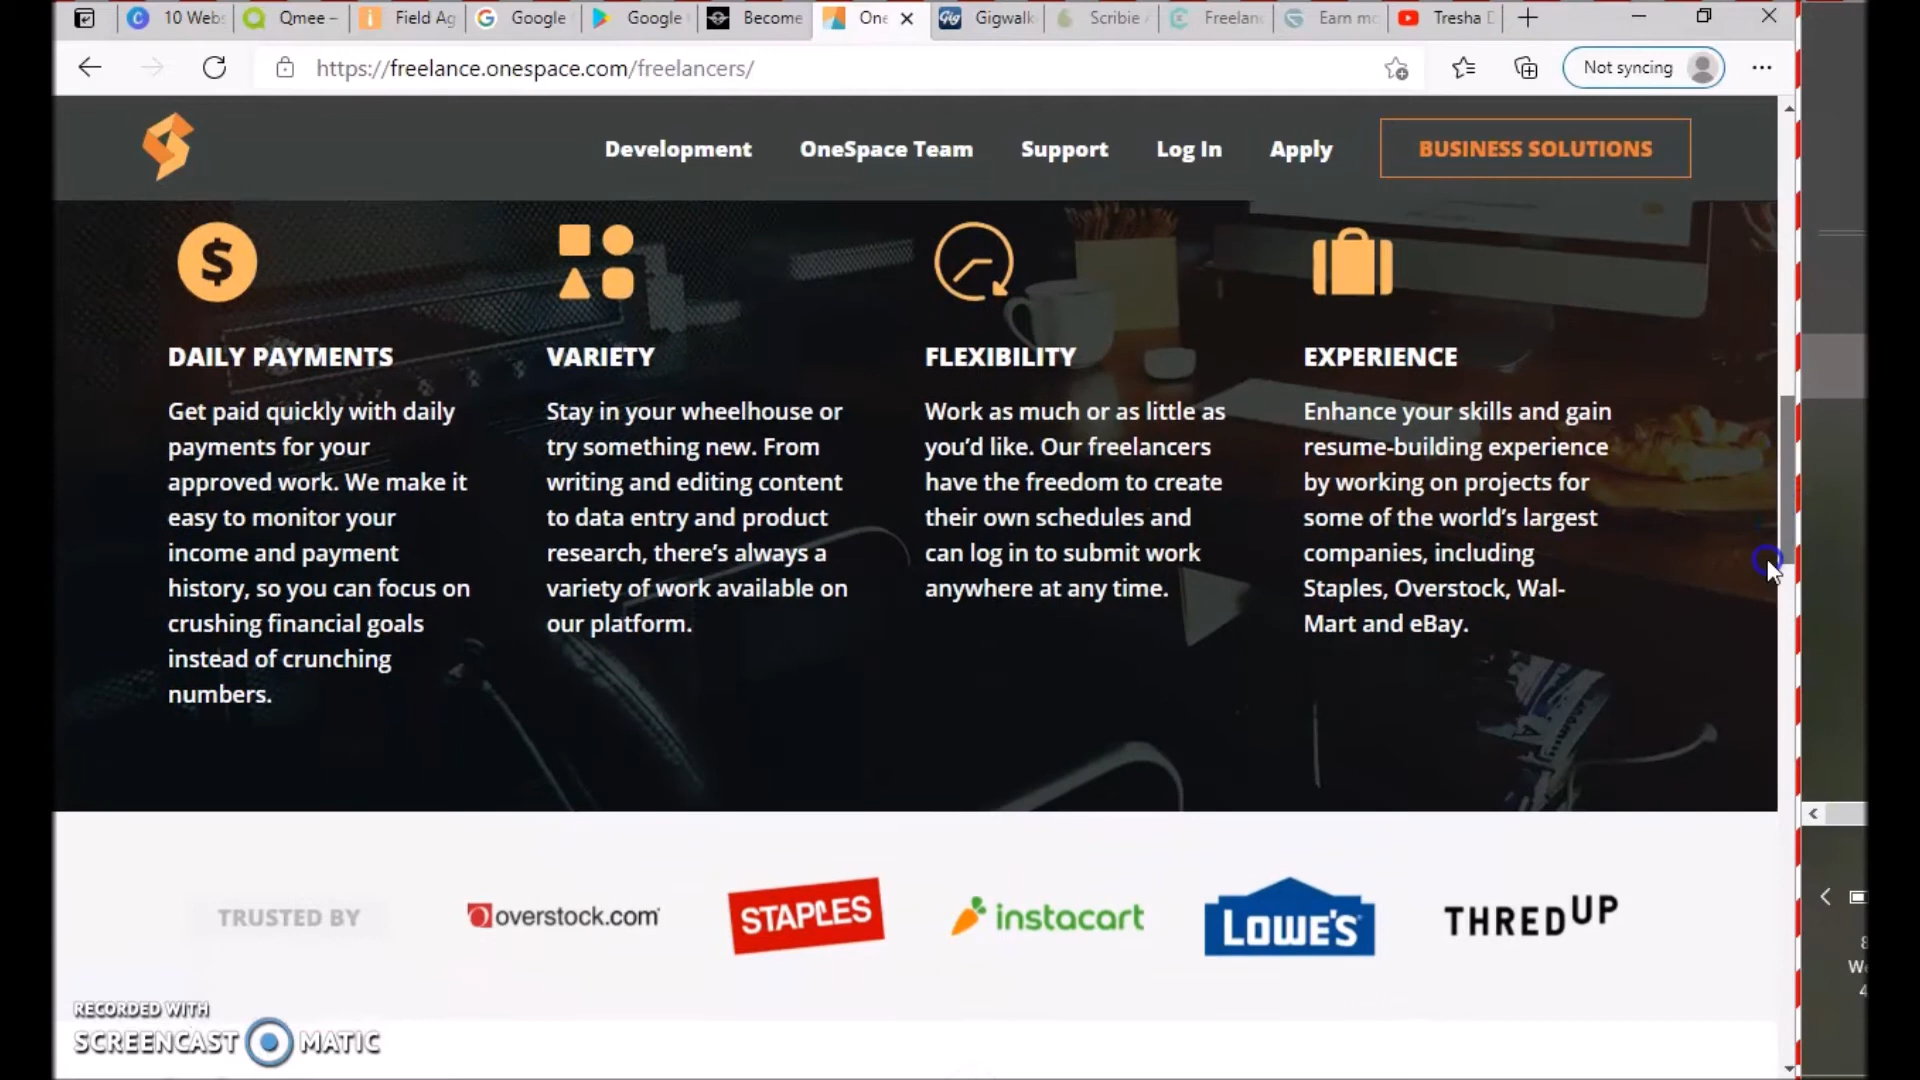 10 Webs
Qmee –
Field Ag
Google
Google
Become
One
Gig
Gigwalk
Scribie
Freelan
Earn mo
Tresha
https://freelance.onespace.com/freelancers/
Not syncing
Development
OneSpace Team
Support
Log In
Apply
BUSINESS SOLUTIONS
$
DAILY PAYMENTS
Get paid quickly with daily
payments for your
approved work. We make it
easy to monitor your
income and payment
history, so you can focus on
crushing financial goals
instead of crunching
numbers.
VARIETY
Stay in your wheelhouse or
try something new. From
writing and editing content
to data entry and product
research, there's always a
variety of work available on
our platform.
FLEXIBILITY
Work as much or as little as
you'd like. Our freelancers
have the freedom to create
their own schedules and
can log in to submit work
anywhere at any time.
EXPERIENCE
Enhance your skills and gain
resume-building experience
by working on projects for
some of the world's largest
companies, including
Staples, Overstock, Wal-
Mart and eBay.
TRUSTED BY
overstock.com
STAPLES
instacart
LOWE'S
THREDUP
RECORDED WITH
SCREENCAST MATIC